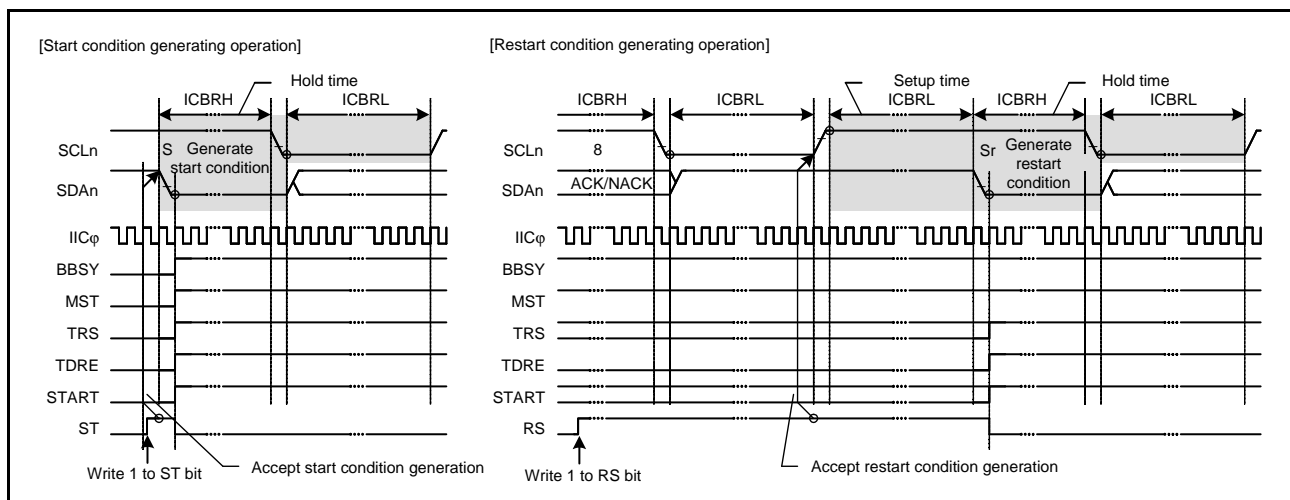 [Start condition generating operation]
[Restart condition generating operation]
Hold time
ICBRH
ICBRL
SCLn
S
Generate
start condition
SDAn
IICφ
BBSY
MST
TRS
TDRE
START
ST
Write 1 to ST bit
Accept start condition generation
Setup time
Hold time
ICBRH
ICBRL
ICBRL
ICBRH
ICBRL
SCLn
8
Sr
Generate
restart
condition
SDAn
ACK/NACK
IICφ
BBSY
MST
TRS
TDRE
START
RS
Write 1 to RS bit
Accept restart condition generation